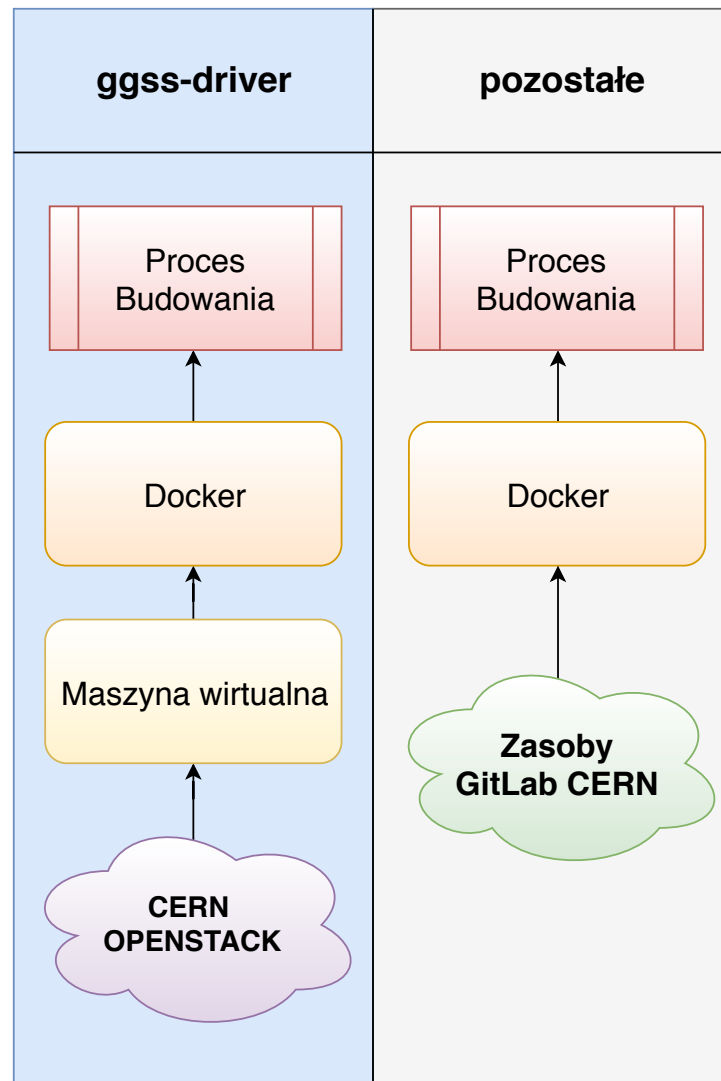 ggss-driver
pozostałe
Proces
Budowania
Docker
Maszyna wirtualna
CERN
OPENSTACK
Proces
Budowania
Docker
Zasoby
GitLab CERN